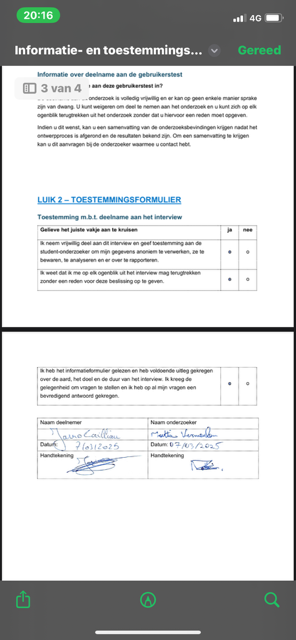 20:16
4G
Informatie- en toestemmings...
Gereed
Informatie over deelname aan de gebruikerstest
3 van 4
aan deze gebruikerstest in?
onderzoek is volledig vrijwillig en er kan op geen enkele manier sprake
zijn van dwang. U kunt weigeren om deel te nemen aan het onderzoek en u kunt zich op elk
ogenblik terugtrekken uit het onderzoek zonder dat u hiervoor een reden moet opgeven.
Indien u dit wenst, kan u een samenvatting van de onderzoeksbevindingen krijgen nadat het
ontwerpproces is afgerond en de resultaten bekend zijn. Om een samenvatting te krijgen
kan u dit aanvragen bij de onderzoeker waarmee u contact hebt.
LUIK 2 – TOESTEMMINGSFORMULIER
Toestemming m.b.t. deelname aan het interview
Gelieve het juiste vakje aan te kruisen ja nee
Ik neem vrijwillig deel aan dit interview en geef toestemming aan de
student-onderzoeker om mijn gegevens anoniem te verwerken, ze te
bewaren, te analyseren en er over te rapporteren.
Ik weet dat ik me op elk ogenblik uit het interview mag terugtrekken
zonder een reden voor deze beslissing op te geven.
Ik heb het informatieformulier gelezen en heb voldoende uitleg gekregen
over de aard, het doel en de duur van het interview. Ik kreeg de
gelegenheid om vragen te stellen en ik heb op al mijn vragen een
bevredigend antwoord gekregen.
Naam deelnemer Naam onderzoeker
Datum 7/03/2025 Datum: 07/03/2025
Handtekening Handtekening